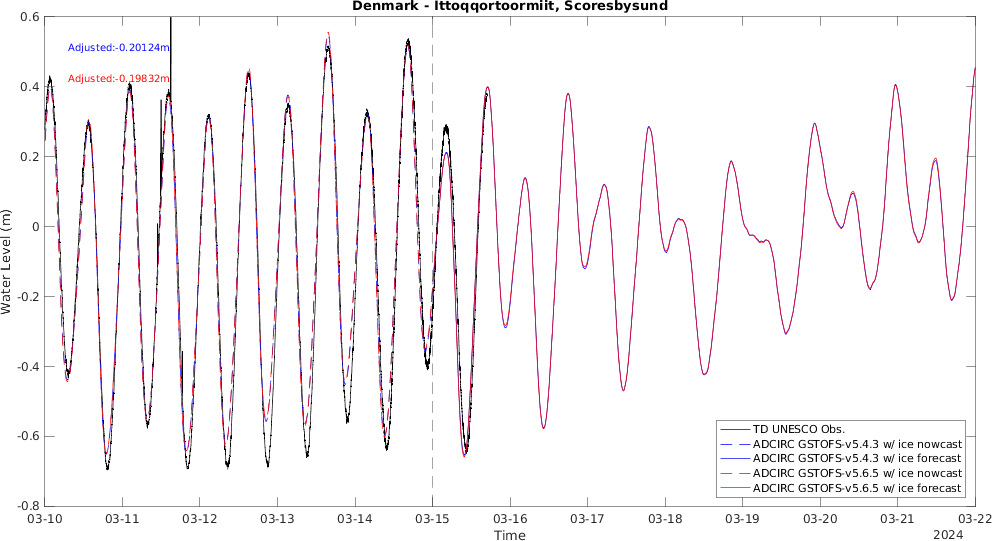 Denmark - Ittoqqortoormiit, Scoresbysund
0.6
Adjusted:-0.20124m
Adjusted:-0.19832m
0.4
0.2
0
Water Level (m)
-0.2
-0.4
-0.6
-0.8
TD UNESCO Obs.
ADCIRC GSTOFS-v5.4.3 w/ ice nowcast
ADCIRC GSTOFS-v5.4.3 w/ ice forecast
ADCIRC GSTOFS-v5.6.5 w/ ice nowcast
ADCIRC GSTOFS-v5.6.5 w/ ice forecast
03-10 03-11 03-12 03-13 03-14 03-15 03-16 03-17 03-18 03-19 03-20 03-21 03-22
Time
2024